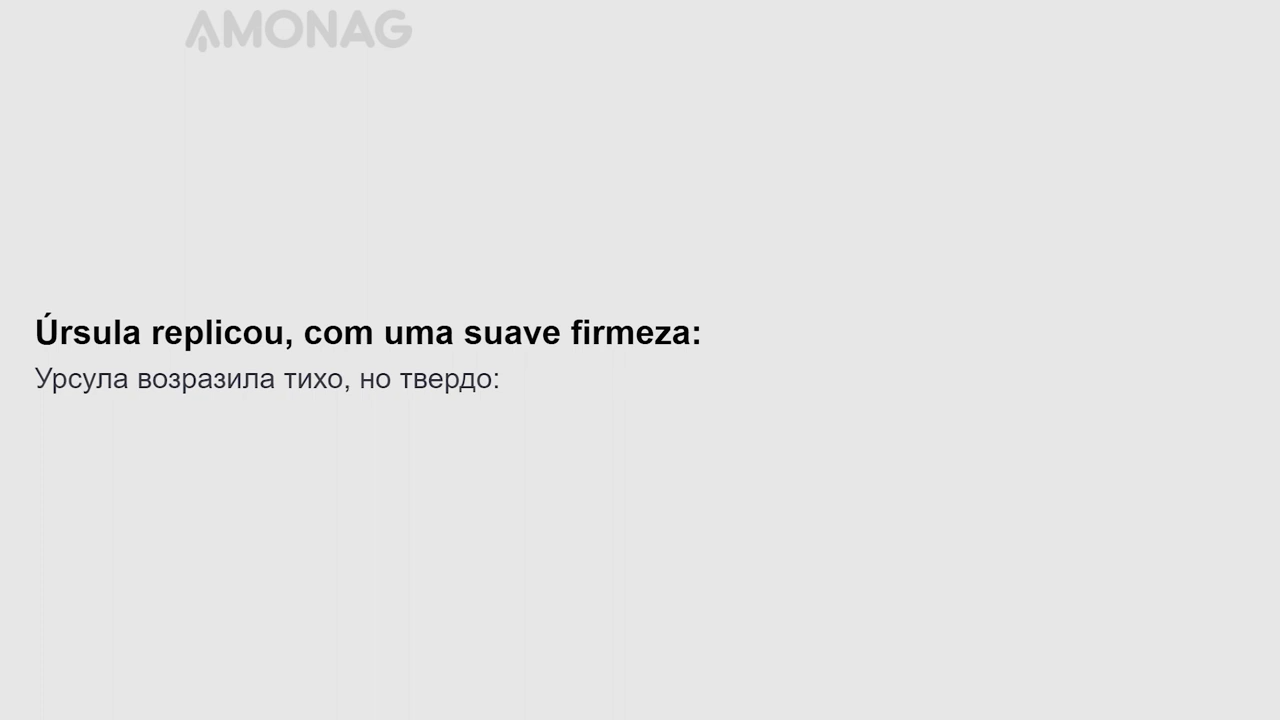 AMONAG
Úrsula replicou, com uma suave firmeza:
Урсула возразила тихо, но твердо: